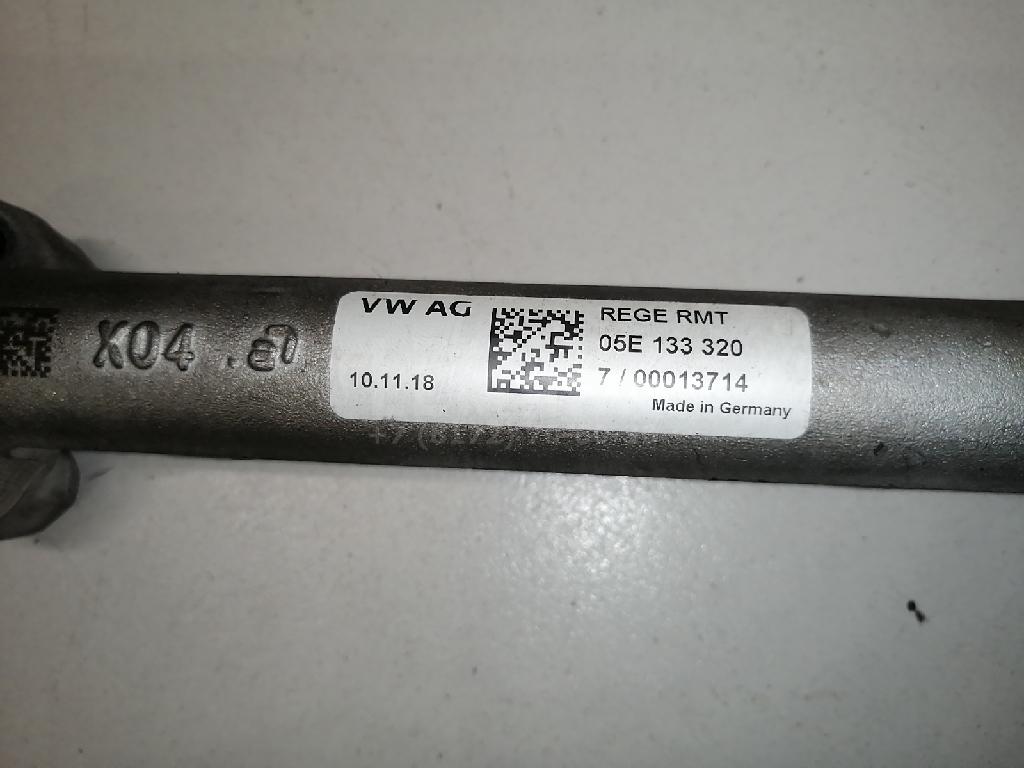 X04
VW AG
10.11.18
REGE RMT
05E 133 320
7 / 00013714
Made in Germany